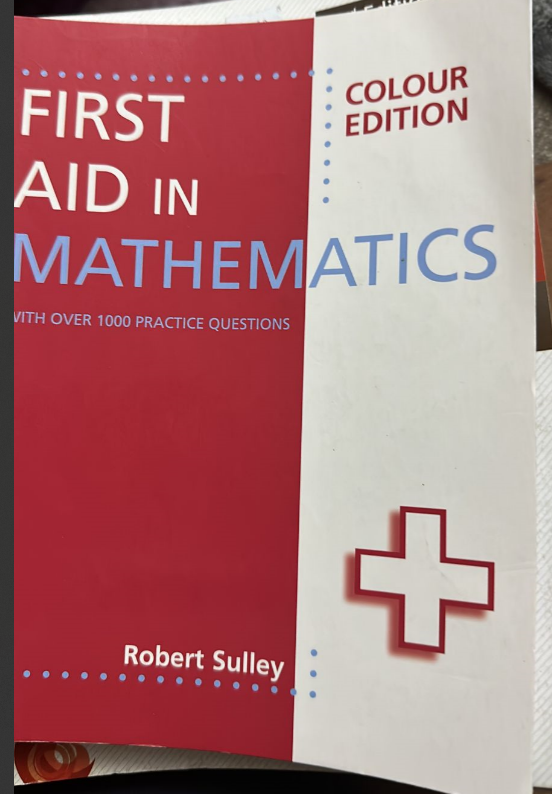 FIRST
AID IN
MATHEMATICS
WITH OVER 1000 PRACTICE QUESTIONS
COLOUR
EDITION
Robert Sulley